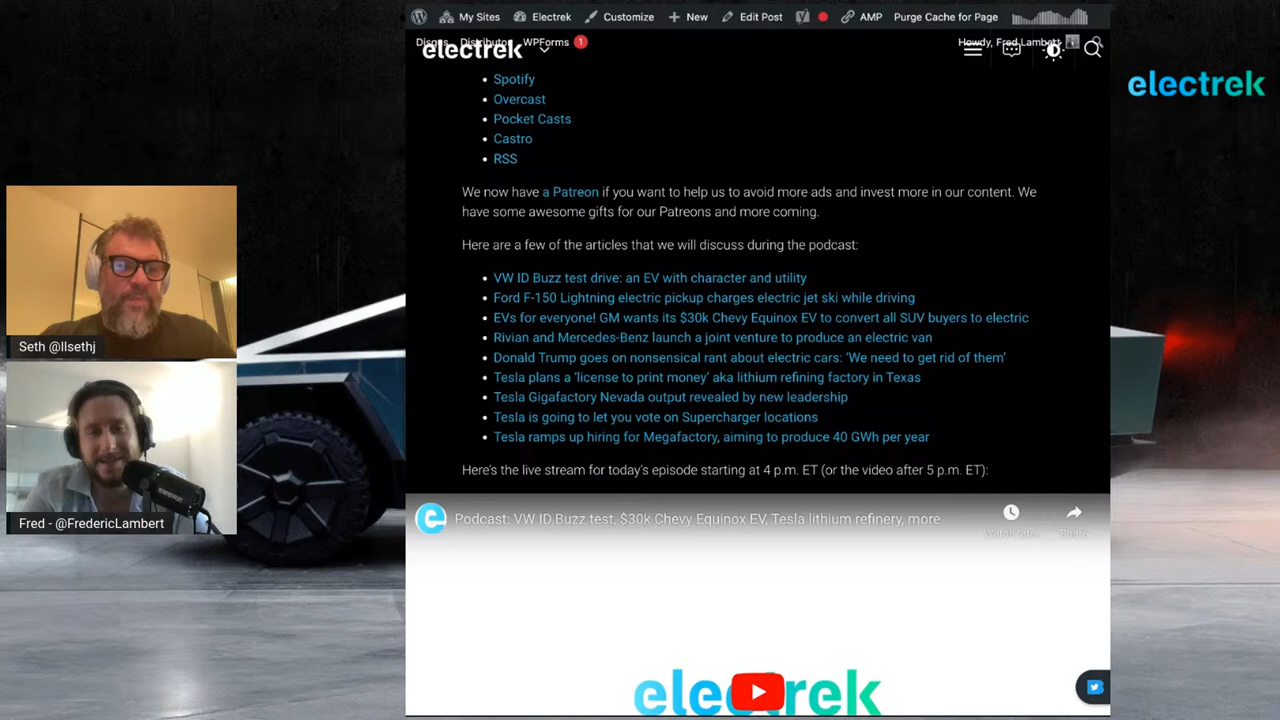 My Sites Electrek Customize New Edit Post AMP Purge Cache for Page
Disqus Distributor WPForms 1 Howdy, Fred Lambert
electrek
electrek
Spotify
Overcast
Pocket Casts
Castro
RSS
We now have a Patreon if you want to help us to avoid more ads and invest more in our content. We
have some awesome gifts for our Patreons and more coming.
Here are a few of the articles that we will discuss during the podcast:
VW ID Buzz test drive: an EV with character and utility
Ford F-150 Lightning electric pickup charges electric jet ski while driving
EVs for everyone! GM wants its $30k Chevy Equinox EV to convert all SUV buyers to electric
Rivian and Mercedes-Benz launch a joint venture to produce an electric van
Donald Trump goes on nonsensical rant about electric cars: ‘We need to get rid of them’
Tesla plans a ‘license to print money’ aka lithium refining factory in Texas
Tesla Gigafactory Nevada output revealed by new leadership
Tesla is going to let you vote on Supercharger locations
Tesla ramps up hiring for Megafactory, aiming to produce 40 GWh per year
Here’s the live stream for today’s episode starting at 4 p.m. ET (or the video after 5 p.m. ET):
e Podcast: VW ID.Buzz test, $30k Chevy Equinox EV, Tesla lithium refinery, more
Watch later Share
electrek
Seth @llsethj
Fred - @FredericLambert